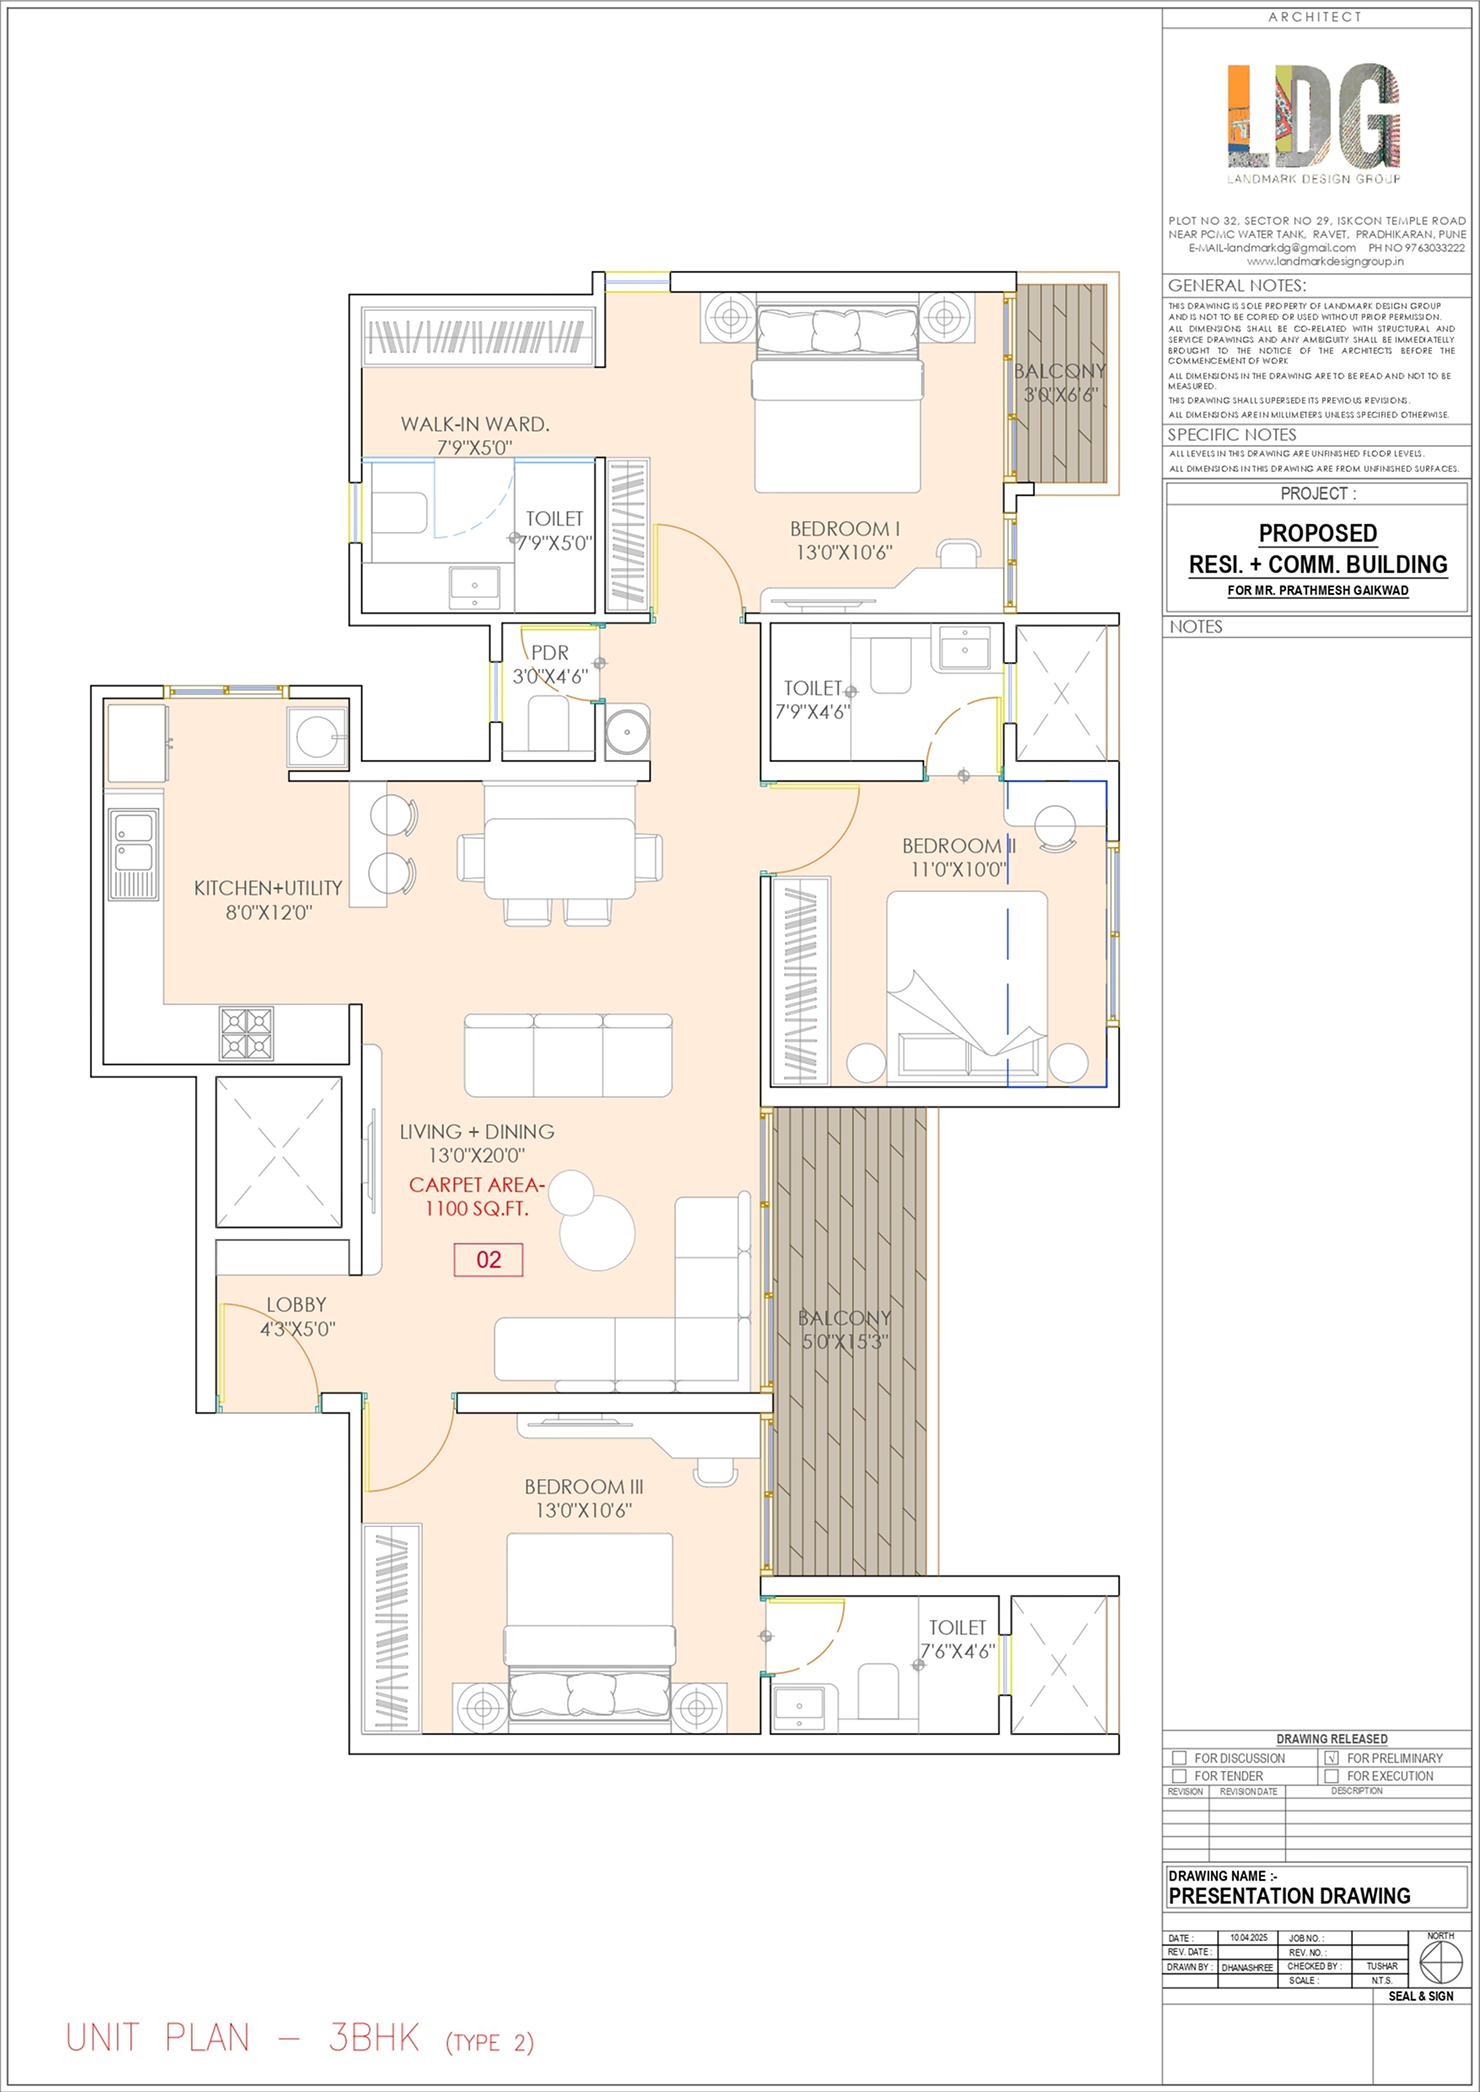 ARCHITECT
LDG
LANDMARK DESIGN GROUP
PLOT NO 32, SECTOR NO 29, ISKCON TEMPLE ROAD
NEAR PCMC WATER TANK, RAVET, PRADHIKARAN, PUNE
E-MAIL-landmarkdg@gmail.com PH NO 9763033222
www.landmarkdesigngroup.in
GENERAL NOTES:
THIS DRAWING IS SOLE PROPERTY OF LANDMARK DESIGN GROUP
AND IS NOT TO BE COPIED OR USED WITHOUT PRIOR PERMISSION.
ALL DIMENSIONS SHALL BE CO-RELATED WITH STRUCTURAL AND
SERVICE DRAWINGS AND ANY AMBIGUITY SHALL BE IMMEDIATELLY
BROUGHT TO THE NOTICE OF THE ARCHITECTS BEFORE THE
COMMENCEMENT OF WORK
ALL DIMENSIONS IN THE DRAWING ARE TO BE READ AND NOT TO BE
MEASURED.
THIS DRAWING SHALL SUPERSEDE ITS PREVIOUS REVISIONS.
ALL DIMENSIONS ARE IN MILLIMETERS UNLESS SPECIFIED OTHERWISE.
SPECIFIC NOTES
ALL LEVELS IN THIS DRAWING ARE UNFINISHED FLOOR LEVELS.
ALL DIMENSIONS IN THIS DRAWING ARE FROM UNFINISHED SURFACES.
PROJECT :
PROPOSED
RESI. + COMM. BUILDING
FOR MR. PRATHMESH GAIKWAD
NOTES
BALCONY
3'0"X6'6"
WALK-IN WARD.
7'9"X5'0"
TOILET
7'9"X5'0"
BEDROOM I
13'0"X10'6"
PDR
3'0"X4'6"
TOILET
7'9"X4'6"
BEDROOM II
11'0"X10'0"
KITCHEN+UTILITY
8'0"X12'0"
LIVING + DINING
13'0"X20'0"
CARPET AREA-
1100 SQ.FT.
02
LOBBY
4'3"X5'0"
BALCONY
5'0"X15'3"
BEDROOM III
13'0"X10'6"
TOILET
7'6"X4'6"
DRAWING RELEASED
FOR DISCUSSION
√ FOR PRELIMINARY
FOR TENDER
FOR EXECUTION
REVISION REVISION DATE DESCRIPTION
DRAWING NAME :-
PRESENTATION DRAWING
DATE : 10.04.2025 JOB NO. :
REV. DATE : REV. NO. :
DRAWN BY : DHANASHREE CHECKED BY : TUSHAR
SCALE : N.T.S.
NORTH
SEAL & SIGN
UNIT PLAN - 3BHK (TYPE 2)